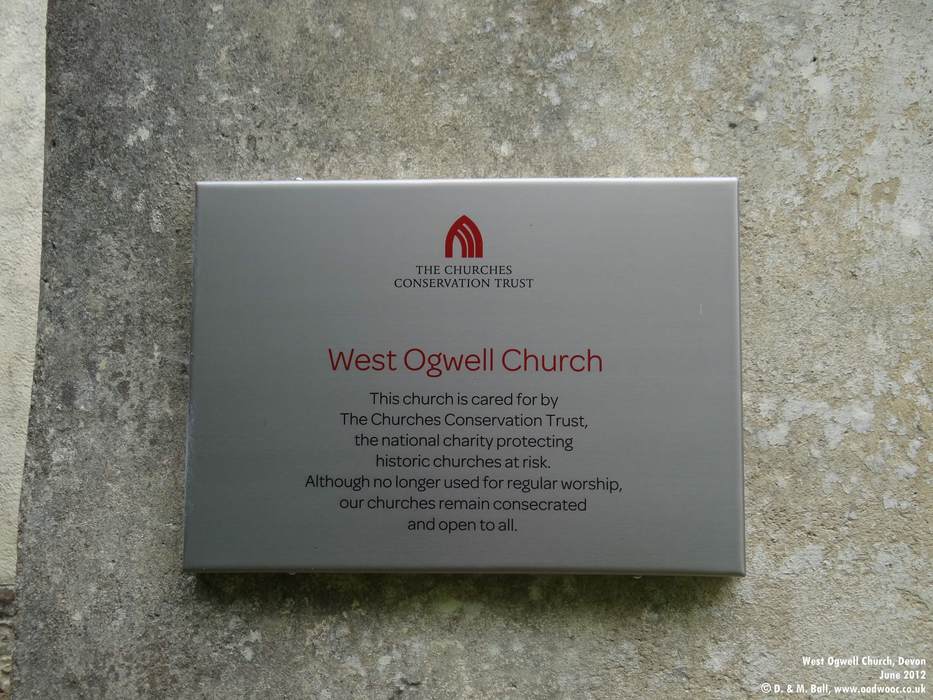 THE CHURCHES
CONSERVATION TRUST
West Ogwell Church
This church is cared for by
The Churches Conservation Trust,
the national charity protecting
historic churches at risk.
Although no longer used for regular worship,
our churches remain consecrated
and open to all.
West Ogwell Church, Devon
June 2012
© D. & M. Ball, www.oodwooc.co.uk